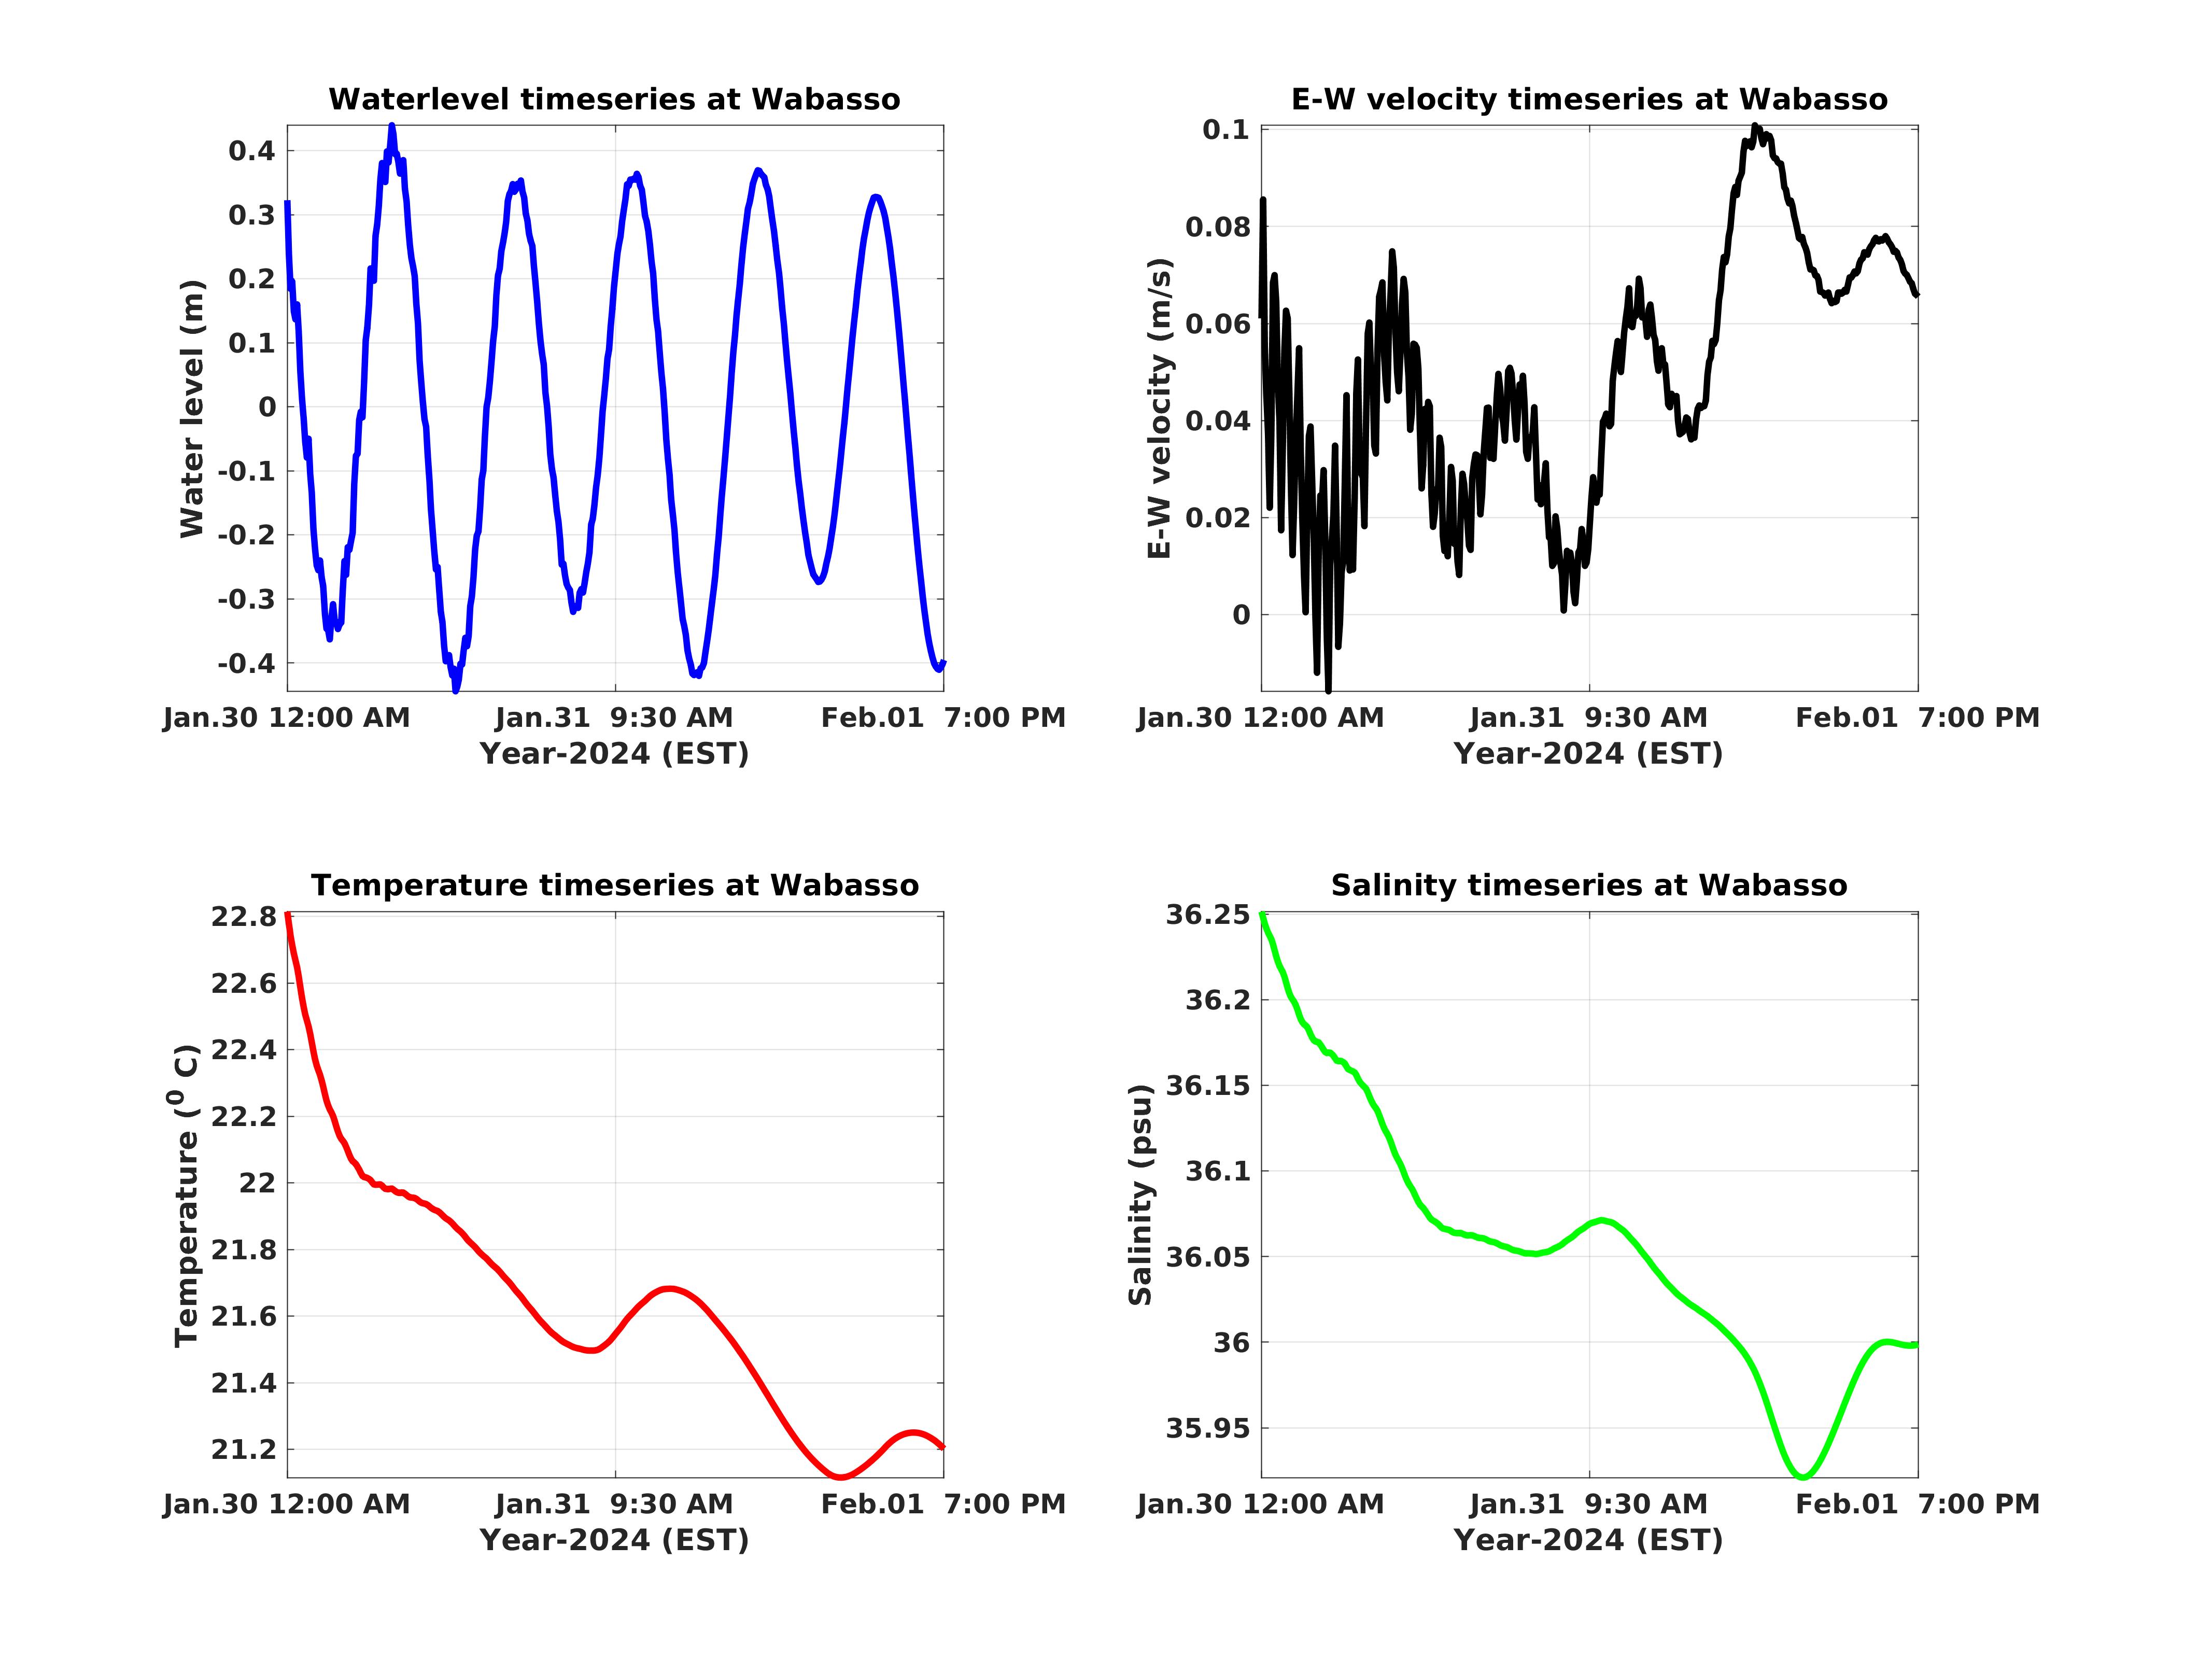 Waterlevel timeseries at Wabasso
0.4
0.3
0.2
0.1
0
-0.1
-0.2
-0.3
-0.4
Water level (m)
Jan.30 12:00 AM
Jan.31 9:30 AM
Feb.01 7:00 PM
Year-2024 (EST)
E-W velocity timeseries at Wabasso
0.1
0.08
0.06
0.04
0.02
0
E-W velocity (m/s)
Jan.30 12:00 AM
Jan.31 9:30 AM
Feb.01 7:00 PM
Year-2024 (EST)
Temperature timeseries at Wabasso
22.8
22.6
22.4
22.2
22
21.8
21.6
21.4
21.2
Temperature (⁰ C)
Jan.30 12:00 AM
Jan.31 9:30 AM
Feb.01 7:00 PM
Year-2024 (EST)
Salinity timeseries at Wabasso
36.25
36.2
36.15
36.1
36.05
36
35.95
Salinity (psu)
Jan.30 12:00 AM
Jan.31 9:30 AM
Feb.01 7:00 PM
Year-2024 (EST)